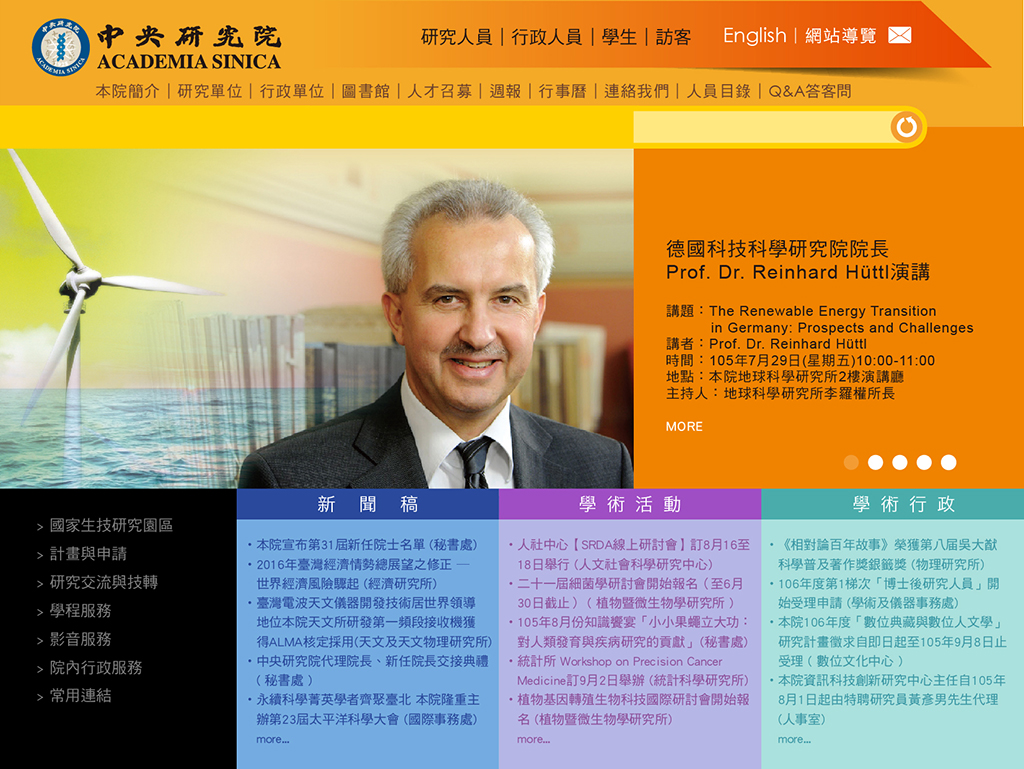 中央研究院
ACADEMIA SINICA
研究人員｜行政人員｜學生｜訪客
English｜網站導覽
本院簡介｜研究單位｜行政單位｜圖書館｜人才召募｜週報｜行事曆｜連絡我們｜人員目錄｜Q&A答客問
德國科技科學研究院院長
Prof. Dr. Reinhard Hüttl演講
講題：The Renewable Energy Transition
in Germany: Prospects and Challenges
講者：Prof. Dr. Reinhard Hüttl
時間：105年7月29日(星期五)10:00-11:00
地點：本院地球科學研究所2樓演講廳
主持人：地球科學研究所李羅權所長
MORE
> 國家生技研究園區
> 計畫與申請
> 研究交流與技轉
> 學程服務
> 影音服務
> 院內行政服務
> 常用連結
新聞稿
・本院宣布第31屆新任院士名單 (秘書處)
・2016年臺灣經濟情勢總展望之修正 —
世界經濟風險驟起 (經濟研究所)
・臺灣電波天文儀器開發技術居世界領導
地位本院天文所研發第一頻段接收機獲
得ALMA核定採用(天文及天文物理研究所)
・中央研究院代理院長、新任院長交接典禮
( 秘書處 )
・永續科學菁英學者齊聚臺北 本院隆重主
辦第23屆太平洋科學大會 (國際事務處)
more...
學術活動
・人社中心【SRDA線上研討會】訂8月16至
18日舉行 (人文社會科學研究中心)
・二十一屆細菌學研討會開始報名（至6月
30日截止）( 植物暨微生物學研究所 )
・105年8月份知識饗宴「小小果蠅立大功：
對人類發育與疾病研究的貢獻」(秘書處)
・統計所 Workshop on Precision Cancer
Medicine訂9月2日舉辦 (統計科學研究所)
・植物基因轉殖生物科技國際研討會開始報
名 (植物暨微生物學研究所)
more...
學術行政
・《相對論百年故事》榮獲第八屆吳大猷
科學普及著作獎銀籤獎 (物理研究所)
・106年度第1梯次「博士後研究人員」開
始受理申請 (學術及儀器事務處)
・本院106年度「數位典藏與數位人文學」
研究計畫徵求自即日起至105年9月8日止
受理 ( 數位文化中心 )
・本院資訊科技創新研究中心主任自105年
8月1日起由特聘研究員黃彥男先生代理
(人事室)
more...